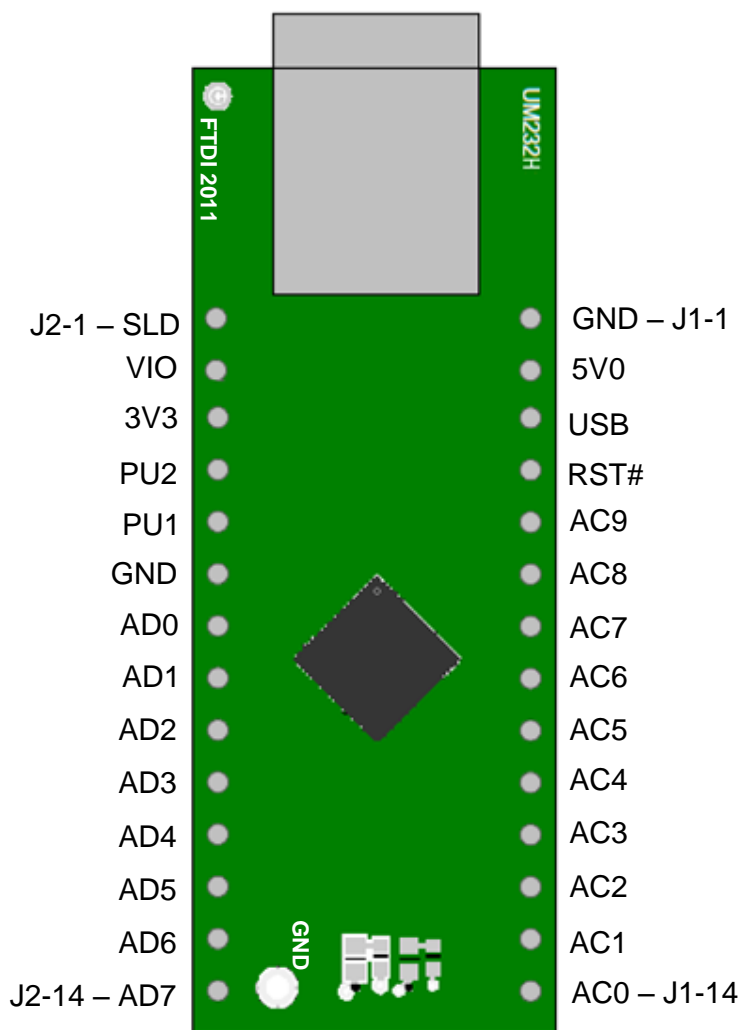 FTDI 2011
UM232H
J2-1 – SLD
VIO
3V3
PU2
PU1
GND
AD0
AD1
AD2
AD3
AD4
AD5
AD6
J2-14 – AD7
GND – J1-1
5V0
USB
RST#
AC9
AC8
AC7
AC6
AC5
AC4
AC3
AC2
AC1
AC0 – J1-14
GND